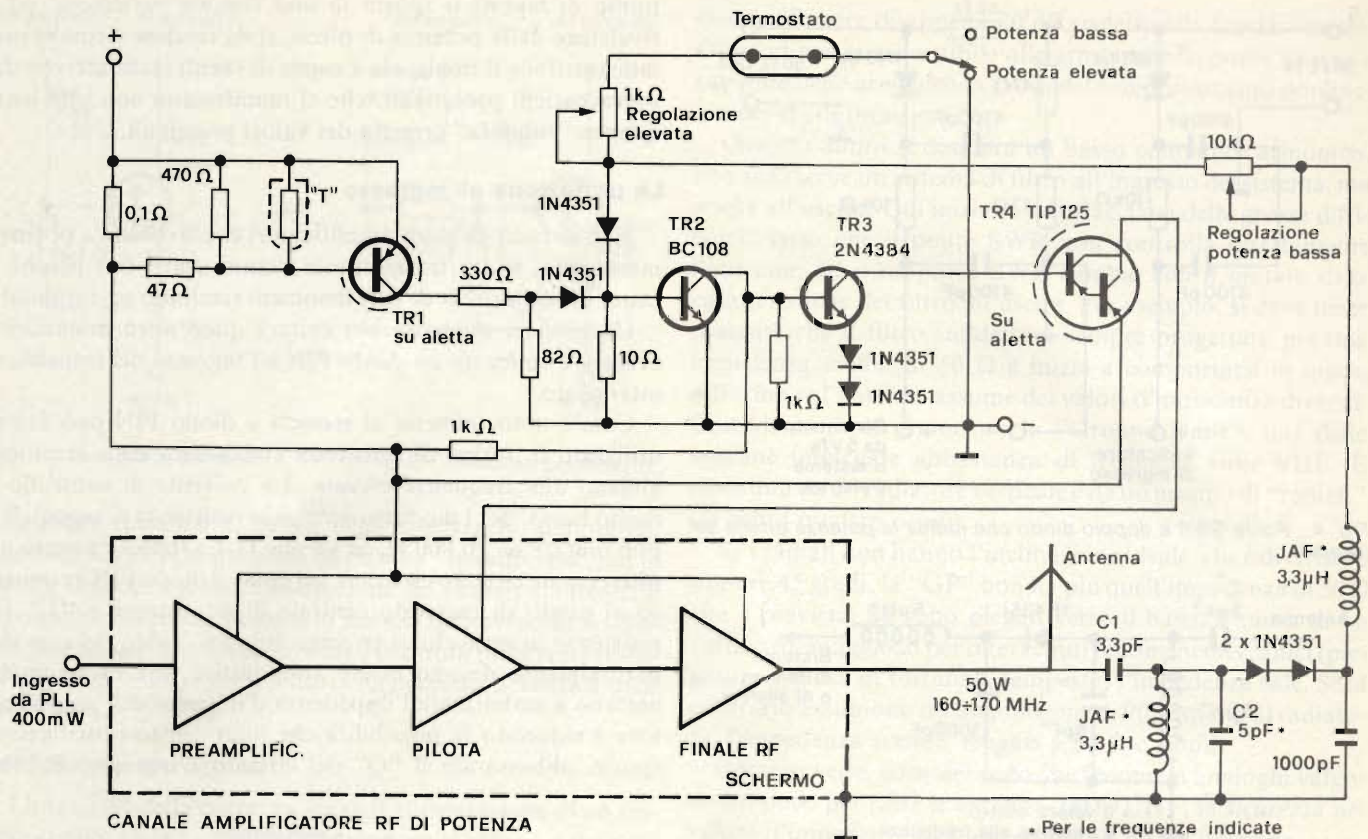 Termostato
Potenza bassa
Potenza elevata
+
1kΩ
Regolazione
elevata
10kΩ
470Ω
"T"
0,1Ω
47Ω
1N4351
TR2
BC108
TR3
2N4384
TR4 TIP125
Regolazione
potenza bassa
330Ω
1N4351
TR1
su aletta
82Ω
10Ω
1kΩ
1N4351
1N4351
Su
aletta
-
1kΩ
JAF*
3,3µH
Antenna
C1
3,3pF
2 x 1N4351
Ingresso
da PLL
400mW
50W
160÷170 MHz
JAF*
3,3µH
C2
5pF*
1000pF
PREAMPLIFIC.
PILOTA
FINALE RF
SCHERMO
CANALE AMPLIFICATORE RF DI POTENZA
* Per le frequenze indicate